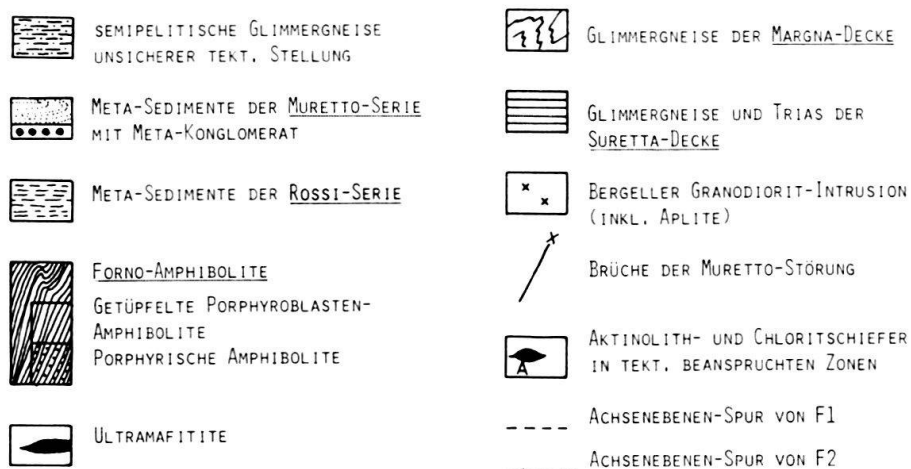 SEMIPELITISCHE GLIMMERGNEISE
UNSICHERER TEKT. STELLUNG
META-SEDIMENTE DER MURETTO-SERIE
MIT META-KONGLOMERAT
META-SEDIMENTE DER ROSSI-SERIE
FORNO-AMPHIBOLITE
GETÜPFELTE PORPHYROBLASTEN-
AMPHIBOLITE
PORPHYRISCHE AMPHIBOLITE
ULTRAMAFITITE
GLIMMERGNEISE DER MARGNA-DECKE
GLIMMERGNEISE UND TRIAS DER
SURETTA-DECKE
BERGELLER GRANODIORIT-INTRUSION
(INKL. APLITE)
BRÜCHE DER MURETTO-STÖRUNG
AKTINOLITH- UND CHLORITSCHIEFER
IN TEKT. BEANSPRUCHTEN ZONEN
A
ACHSENEBENEN-SPUR VON F1
ACHSENEBENEN-SPUR VON F2